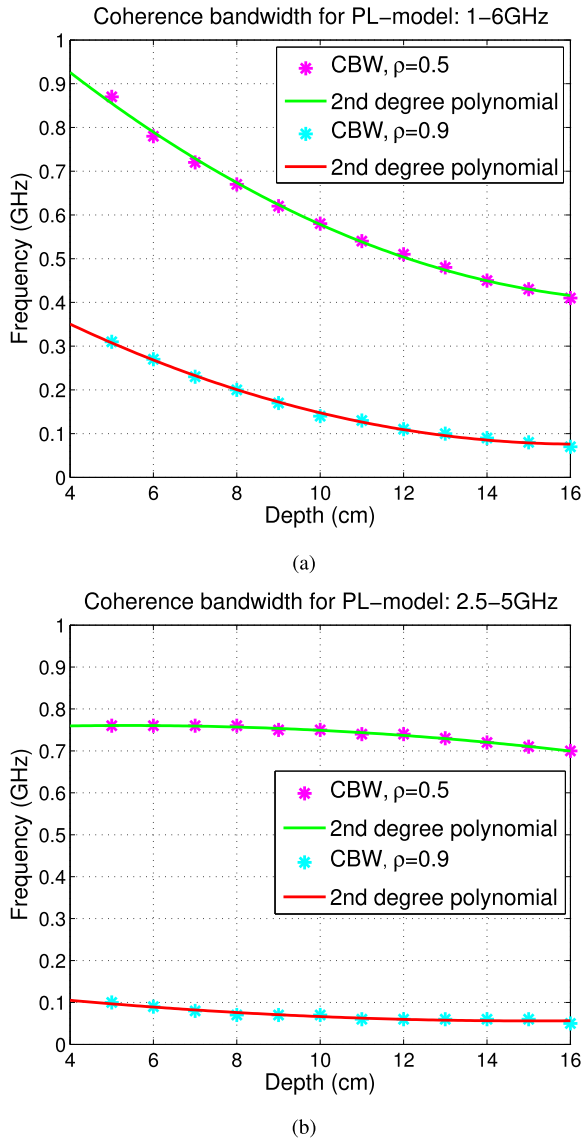 Coherence bandwidth for PL−model: 1−6GHz
1
0.9
0.8
0.7
0.6
0.5
0.4
0.3
0.2
0.1
0
Frequency (GHz)
CBW, ρ=0.5
2nd degree polynomial
CBW, ρ=0.9
2nd degree polynomial
4 6 8 10 12 14 16
Depth (cm)
(a)
Coherence bandwidth for PL−model: 2.5−5GHz
1
0.9
0.8
0.7
0.6
0.5
0.4
0.3
0.2
0.1
0
Frequency (GHz)
CBW, ρ=0.5
2nd degree polynomial
CBW, ρ=0.9
2nd degree polynomial
4 6 8 10 12 14 16
Depth (cm)
(b)